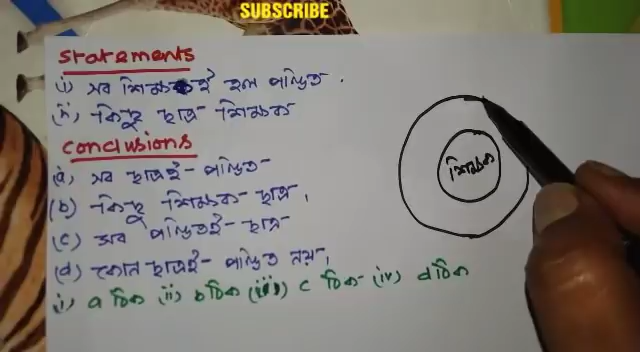 SUBSCRIBE
Statements
(i) সব শিক্ষকই হল পন্ডিত .
(ii) কিছু ছাত্র শিক্ষক
Conclusions
(a) সব ছাত্রই- পন্ডিত
(b) কিছু শিক্ষক- ছাত্র,
(c) সব পন্ডিতই- ছাত্র
(d) কোন ছাত্রই- পন্ডিত নয়,
i) a ঠিক (ii) b ঠিক (iii) c ঠিক (iv) d ঠিক
শিক্ষক